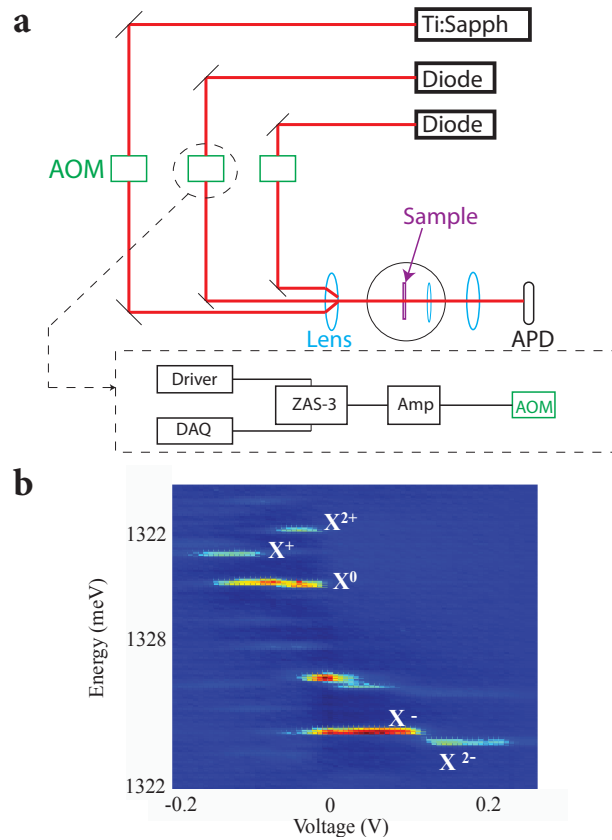 a
Ti:Sapph
Diode
Diode
AOM
Sample
Lens
APD
Driver
ZAS-3
Amp
AOM
DAQ
b
1322
X2+
X+
X0
Energy (meV)
1328
X -
X 2-
1322
-0.2
0
0.2
Voltage (V)